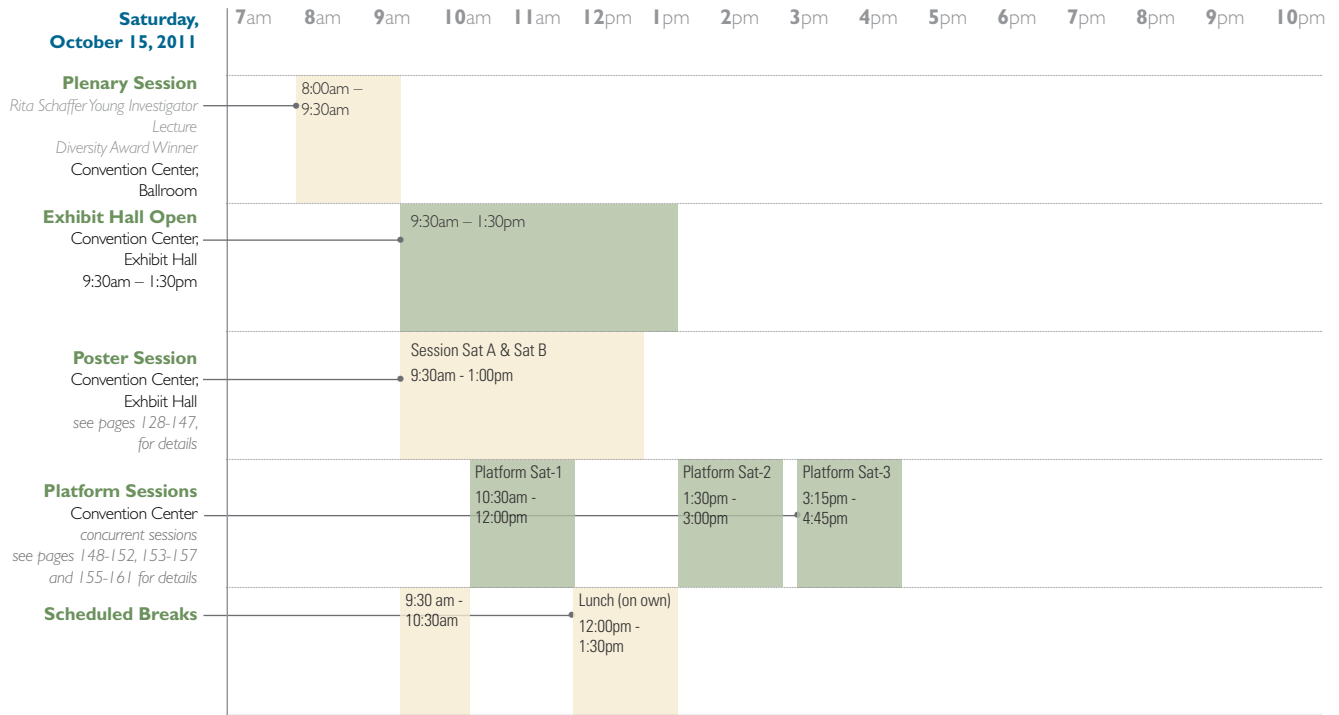 Saturday,
October 15, 2011
7am 8am 9am 10am 11am 12pm 1pm 2pm 3pm 4pm 5pm 6pm 7pm 8pm 9pm 10pm
Plenary Session
Rita Schaffer Young Investigator
Lecture
Diversity Award Winner
Convention Center,
Ballroom
8:00am –
9:30am
Exhibit Hall Open
Convention Center,
Exhibit Hall
9:30am – 1:30pm
9:30am – 1:30pm
Poster Session
Convention Center,
Exhbiit Hall
see pages 128-147,
for details
Session Sat A & Sat B
9:30am - 1:00pm
Platform Sessions
Convention Center
concurrent sessions
see pages 148-152, 153-157
and 155-161 for details
Platform Sat-1
10:30am -
12:00pm
Platform Sat-2
1:30pm -
3:00pm
Platform Sat-3
3:15pm -
4:45pm
Scheduled Breaks
9:30 am -
10:30am
Lunch (on own)
12:00pm -
1:30pm